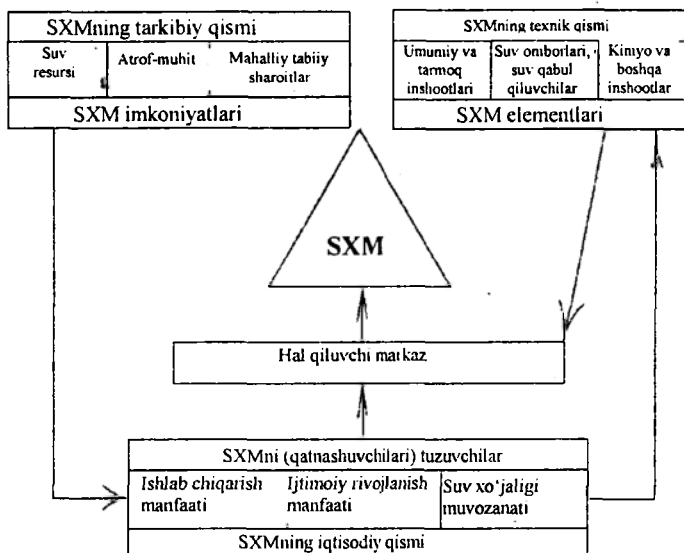 SXMning tarkibiy qismi
Suv resursi
Atrof-muhit
Mahalliy tabiiy sharoitlar
SXM imkoniyatlari
SXMning texnik qismi
Umumiy va tarmoq inshootlari
Suv omborlari, suv qabul qiluvchilar
Kimyo va boshqa inshootlar
SXM elementlari
SXM
Hal qiluvchi markaz
SXMni (qatnashuvchilari) tuzuvchilar
Ishlab chiqarish manfaati
Ijtimoiy rivojlanish manfaati
Suv xo'jaligi muvozanati
SXMning iqtisodiy qismi